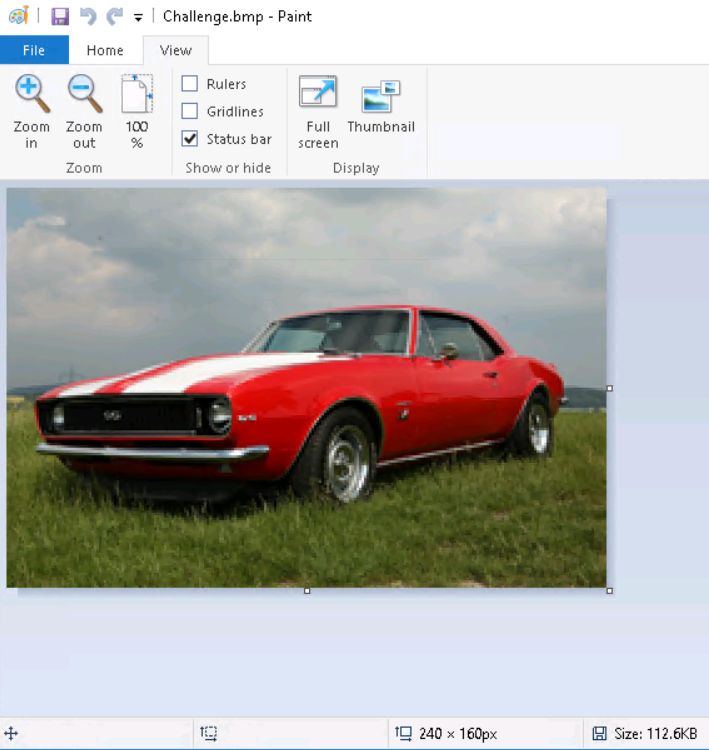 Challenge.bmp - Paint
File Home View
Zoom in
Zoom out
100 %
Zoom
Rulers
Gridlines
Status bar
Show or hide
Full screen
Thumbnail
Display
SS
240 × 160px
Size: 112.6KB